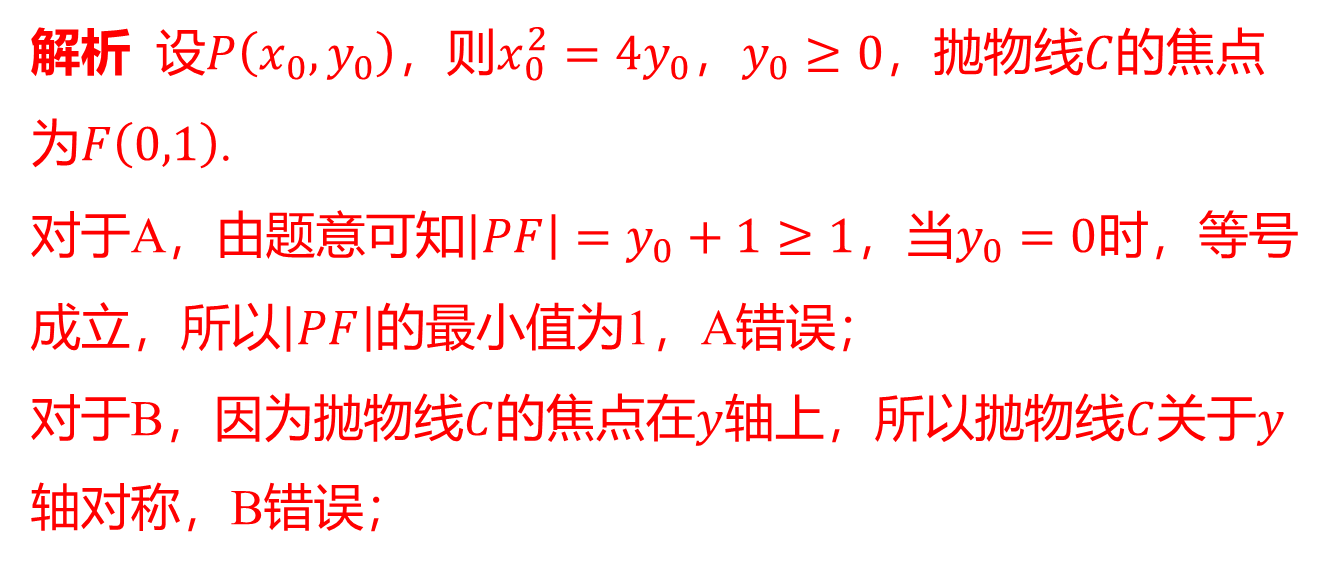 解析 设P(x₀,y₀)，则x₀²=4y₀，y₀≥0，抛物线C的焦点
为F(0,1).
对于A，由题意可知|PF|=y₀+1≥1，当y₀=0时，等号
成立，所以|PF|的最小值为1，A错误；
对于B，因为抛物线C的焦点在y轴上，所以抛物线C关于y
轴对称，B错误；